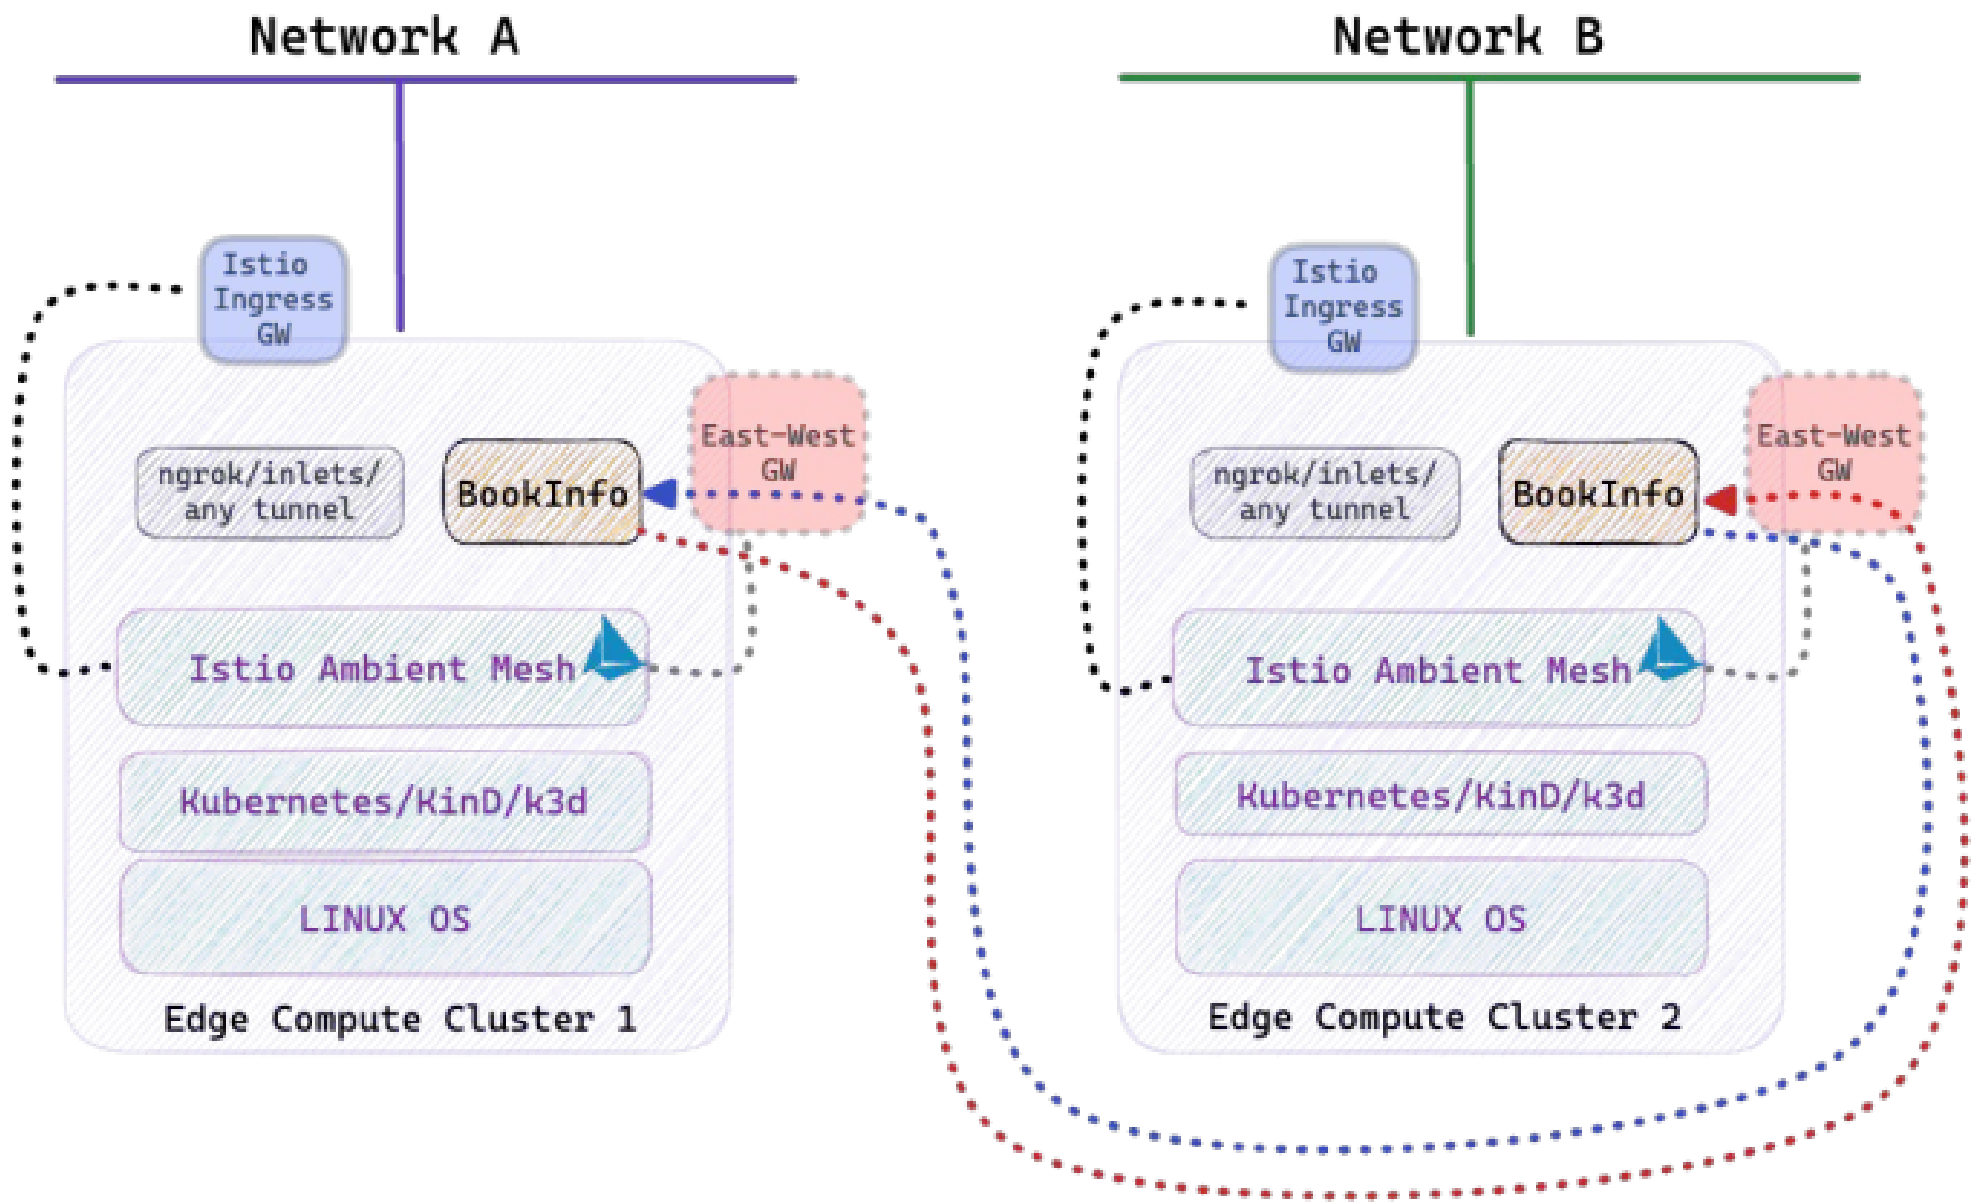 Network A
Istio
Ingress
GW
East-West
GW
ngrok/inlets/
any tunnel
BookInfo
Istio Ambient Mesh
Kubernetes/KinD/k3d
LINUX OS
Edge Compute Cluster 1
Network B
Istio
Ingress
GW
East-West
GW
ngrok/inlets/
any tunnel
BookInfo
Istio Ambient Mesh
Kubernetes/KinD/k3d
LINUX OS
Edge Compute Cluster 2